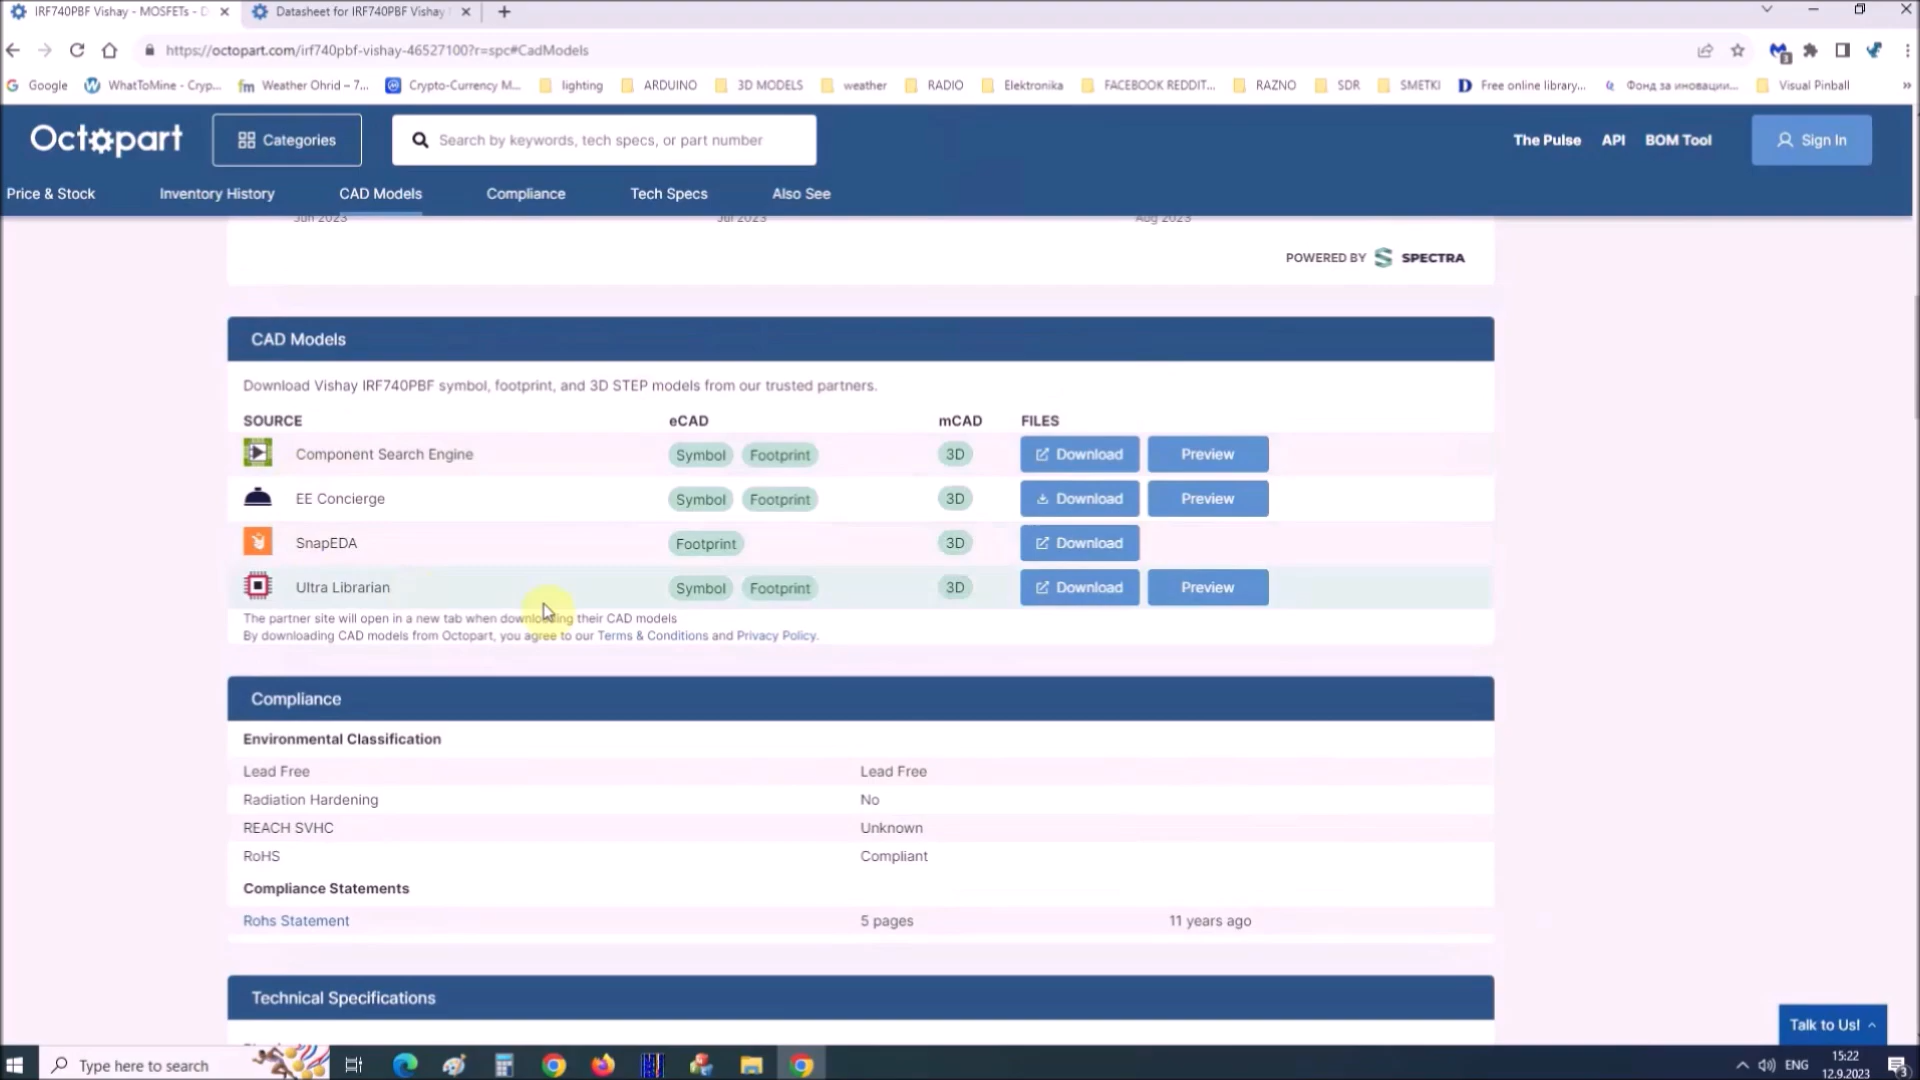 IRF740PBF Vishay - MOSFETs - D
Datasheet for IRF740PBF Vishay
https://octopart.com/irf740pbf-vishay-46527100?r=spc#CadModels
Google WhatToMine - Cryp... fm Weather Ohrid – 7... Crypto-Currency M... lighting ARDUINO 3D MODELS weather RADIO Elektronika FACEBOOK REDDIT... RAZNO SDR SMETKI D Free online library... Фонд за иновации... Visual Pinball »
Octopart Categories Search by keywords, tech specs, or part number The Pulse API BOM Tool Sign In
Price & Stock Inventory History CAD Models Compliance Tech Specs Also See
Jun 2023 Jul 2023 Aug 2023
POWERED BY SPECTRA
CAD Models
Download Vishay IRF740PBF symbol, footprint, and 3D STEP models from our trusted partners.
SOURCE eCAD mCAD FILES
Component Search Engine Symbol Footprint 3D Download Preview
EE Concierge Symbol Footprint 3D Download Preview
SnapEDA Footprint 3D Download
Ultra Librarian Symbol Footprint 3D Download Preview
The partner site will open in a new tab when downloading their CAD models
By downloading CAD models from Octopart, you agree to our Terms & Conditions and Privacy Policy.
Compliance
Environmental Classification
Lead Free Lead Free
Radiation Hardening No
REACH SVHC Unknown
RoHS Compliant
Compliance Statements
Rohs Statement 5 pages 11 years ago
Technical Specifications
Talk to Us!
Type here to search
ENG
15:22
12.9.2023
3